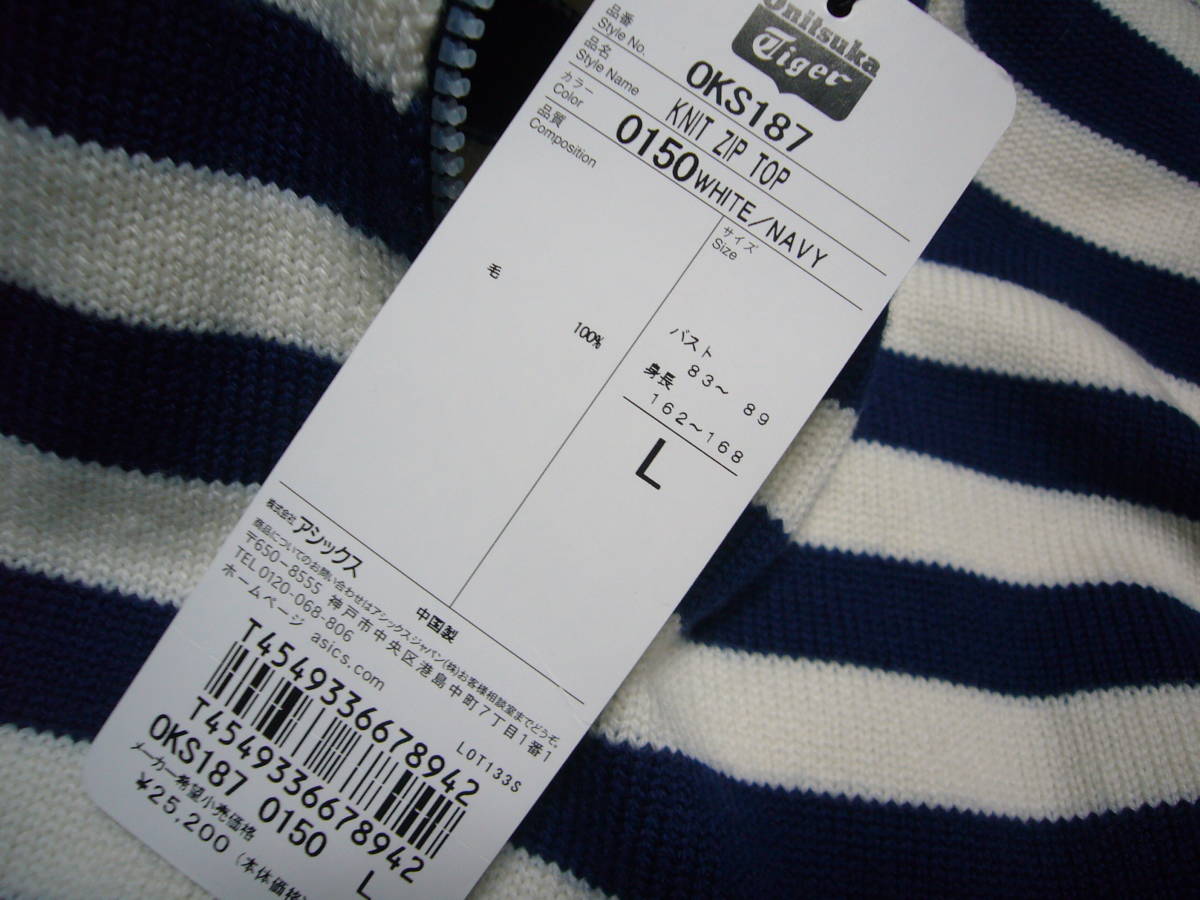 Onitsuka
Tiger
品番
Style No.
OKS187
品名
Style Name
KNIT ZIP TOP
カラー
Color
0150 WHITE/NAVY
品質
Composition
毛
100%
サイズ
Size
バスト
83〜 89
身長
162〜168
L
中国製
株式会社 アシックス
商品についてのお問い合わせはアシックスジャパン(株)お客様相談室までどうぞ。
〒650-8555 神戸市中央区港島中町7丁目1番1
TEL 0120-068-806
ホームページ asics.com
LOT133S
T4549336678942
T4549336678942
OKS187 0150 L
メーカー希望小売価格
¥25,200 (本体価格